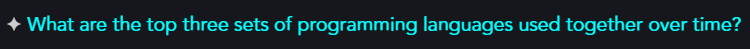 What are the top three sets of programming languages used together over time?